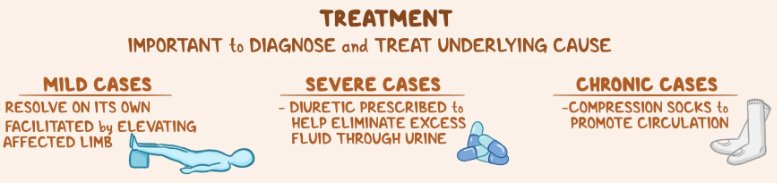 TREATMENT
IMPORTANT to DIAGNOSE and TREAT UNDERLYING CAUSE
MILD CASES
RESOLVE ON ITS OWN
FACILITATED by ELEVATING
AFFECTED LIMB
SEVERE CASES
- DIURETIC PRESCRIBED to
HELP ELIMINATE EXCESS
FLUID THROUGH URINE
CHRONIC CASES
-COMPRESSION SOCKS to
PROMOTE CIRCULATION